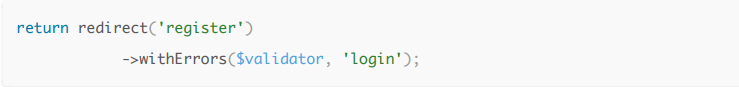 return redirect('register')
->withErrors($validator, 'login');